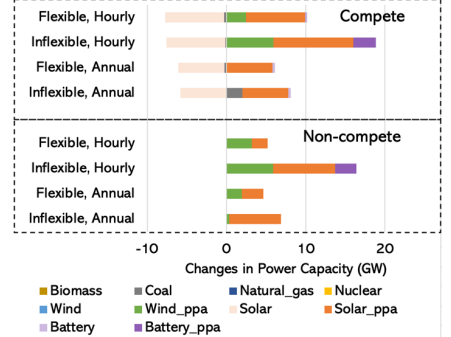 Compete
Flexible, Hourly
Inflexible, Hourly
Flexible, Annual
Inflexible, Annual
Non-compete
Flexible, Hourly
Inflexible, Hourly
Flexible, Annual
Inflexible, Annual
-10 0 10 20
Changes in Power Capacity (GW)
Biomass Coal Natural_gas Nuclear
Wind Wind_ppa Solar Solar_ppa
Battery Battery_ppa